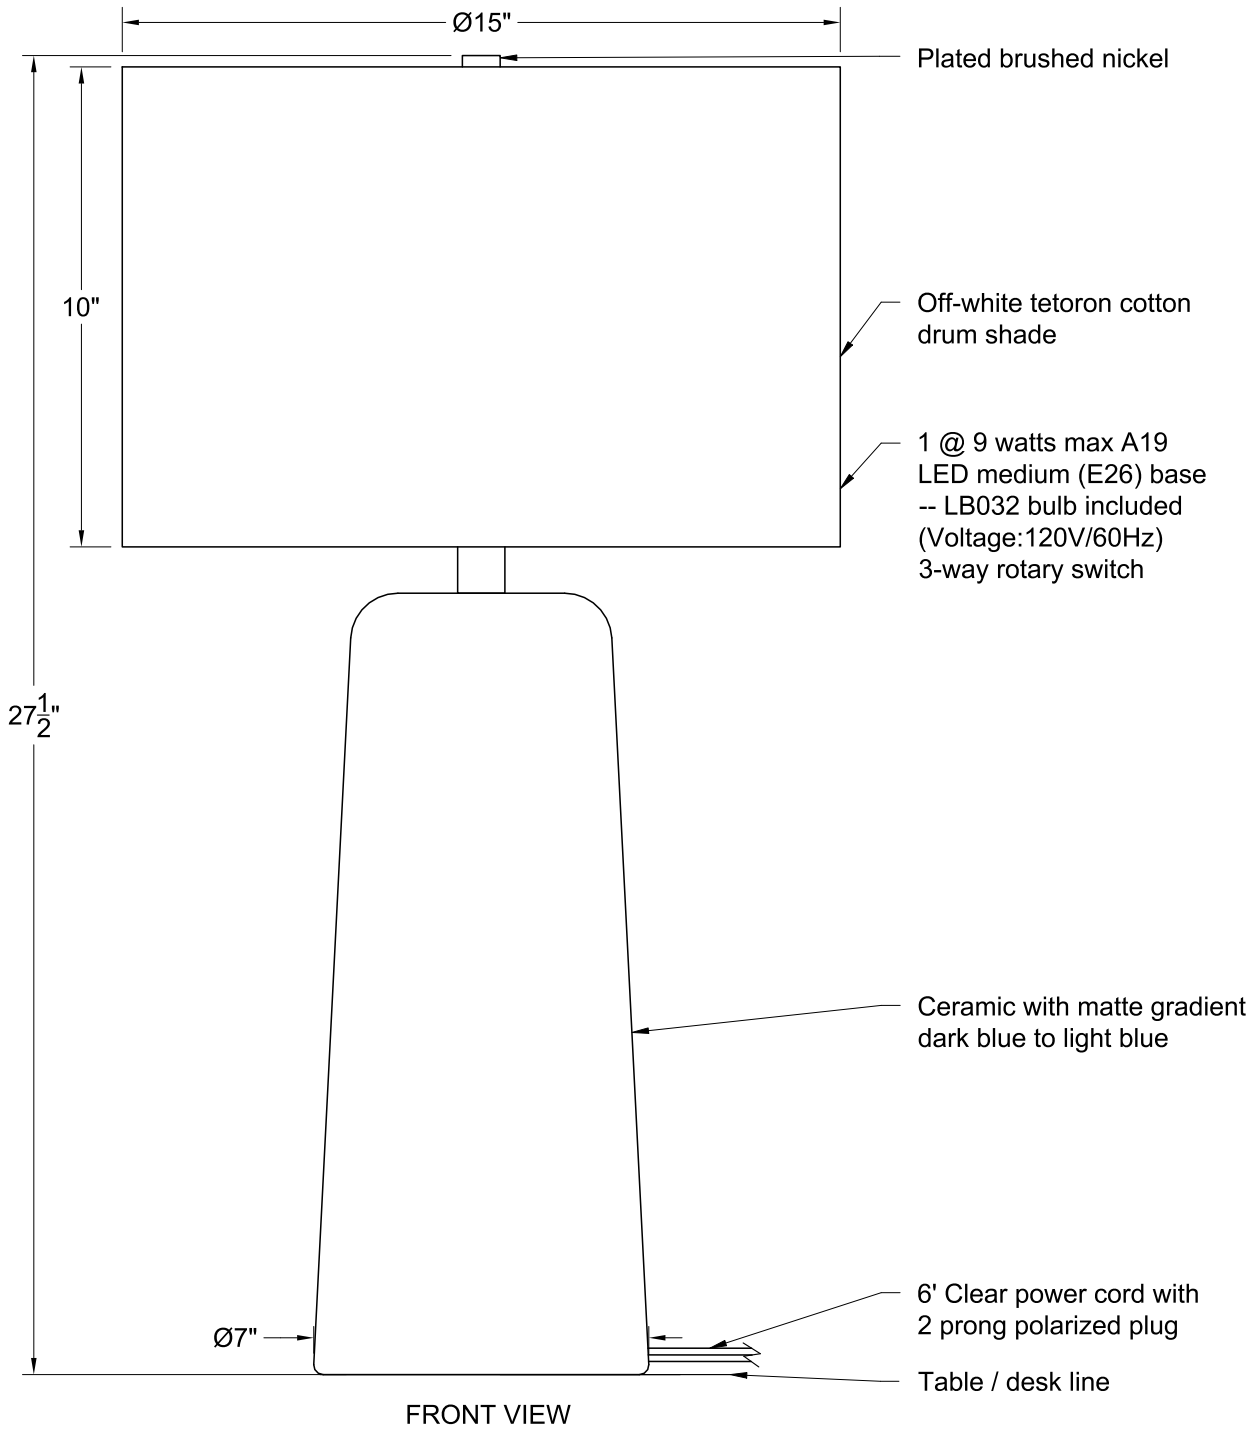 Ø15"
Plated brushed nickel
10"
Off-white tetoron cotton
drum shade
1 @ 9 watts max A19
LED medium (E26) base
-- LB032 bulb included
(Voltage:120V/60Hz)
3-way rotary switch
27 1/2"
Ceramic with matte gradient
dark blue to light blue
6' Clear power cord with
2 prong polarized plug
Ø7"
Table / desk line
FRONT VIEW